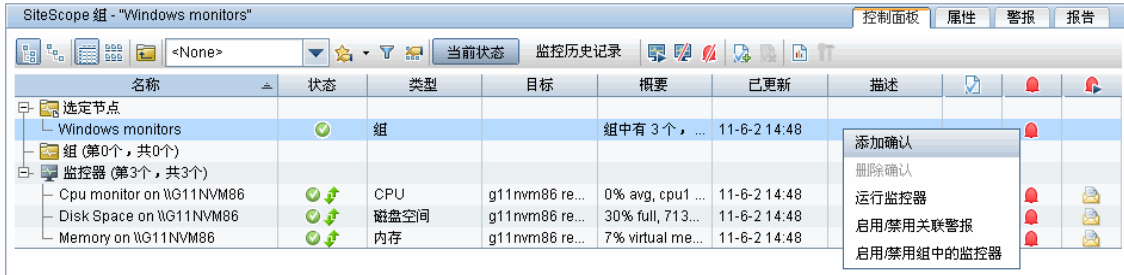 SiteScope 组 - "Windows monitors"
控制面板 属性 警报 报告
<None> 当前状态 监控历史记录
名称 状态 类型 目标 概要 已更新 描述
选定节点
Windows monitors 组 组中有 3 个， ... 11-6-2 14:48
添加确认
组 (第0个，共0个)
删除确认
监控器 (第3个，共3个)
运行监控器
Cpu monitor on \\G11NVM86 CPU g11nvm86 re... 0% avg, cpu1 ... 11-6-2 14:48
Disk Space on \\G11NVM86 磁盘空间 g11nvm86 re... 30% full, 713... 11-6-2 14:48
启用/禁用关联警报
Memory on \\G11NVM86 内存 g11nvm86 re... 7% virtual me... 11-6-2 14:48
启用/禁用组中的监控器